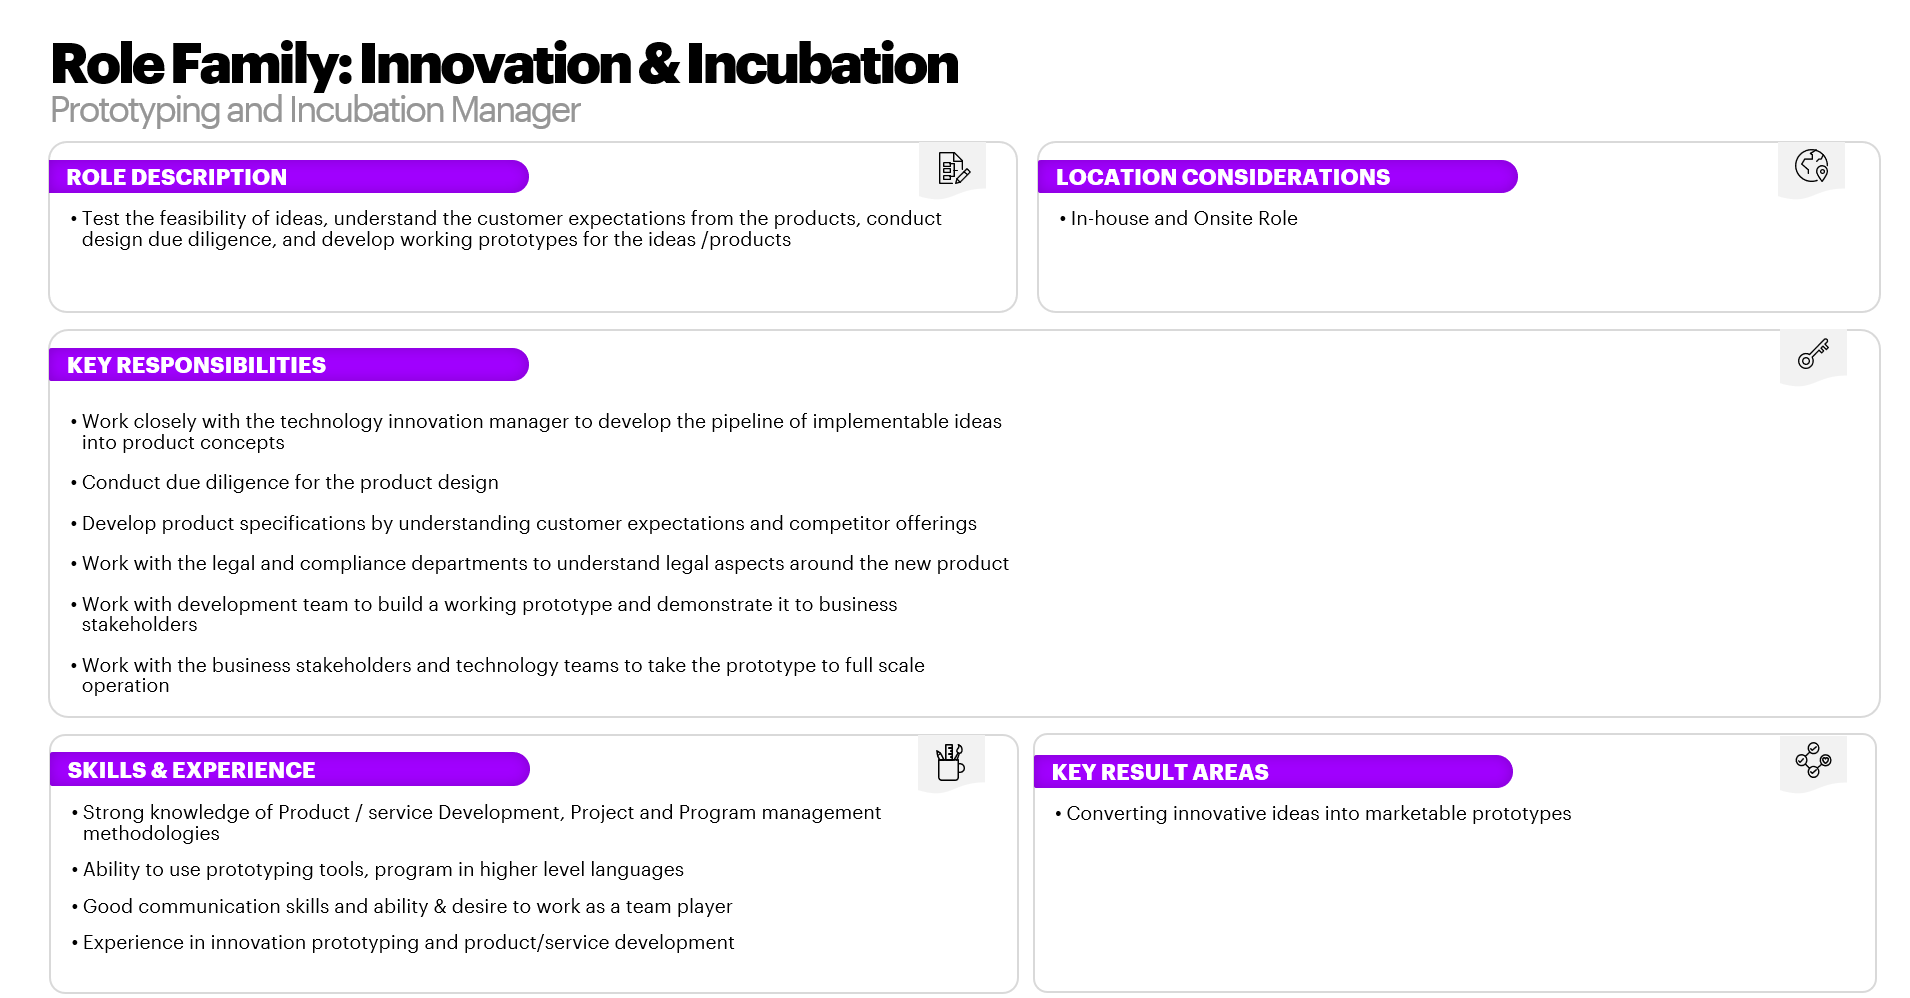 Role Family: Innovation & Incubation
Prototyping and Incubation Manager
ROLE DESCRIPTION
• Test the feasibility of ideas, understand the customer expectations from the products, conduct
design due diligence, and develop working prototypes for the ideas /products
LOCATION CONSIDERATIONS
• In-house and Onsite Role
KEY RESPONSIBILITIES
• Work closely with the technology innovation manager to develop the pipeline of implementable ideas
into product concepts
• Conduct due diligence for the product design
• Develop product specifications by understanding customer expectations and competitor offerings
• Work with the legal and compliance departments to understand legal aspects around the new product
• Work with development team to build a working prototype and demonstrate it to business
stakeholders
• Work with the business stakeholders and technology teams to take the prototype to full scale
operation
SKILLS & EXPERIENCE
• Strong knowledge of Product / service Development, Project and Program management
methodologies
• Ability to use prototyping tools, program in higher level languages
• Good communication skills and ability & desire to work as a team player
• Experience in innovation prototyping and product/service development
KEY RESULT AREAS
• Converting innovative ideas into marketable prototypes